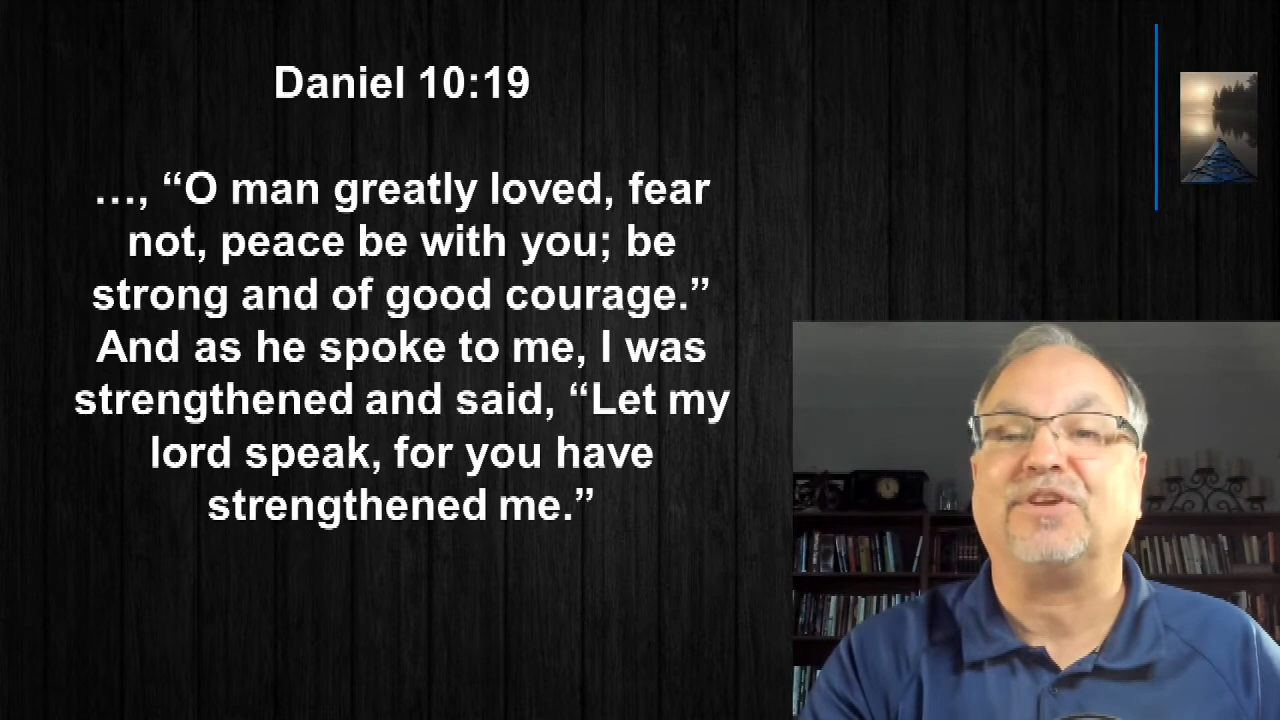 Daniel 10:19
…, “O man greatly loved, fear
not, peace be with you; be
strong and of good courage.”
And as he spoke to me, I was
strengthened and said, “Let my
lord speak, for you have
strengthened me.”